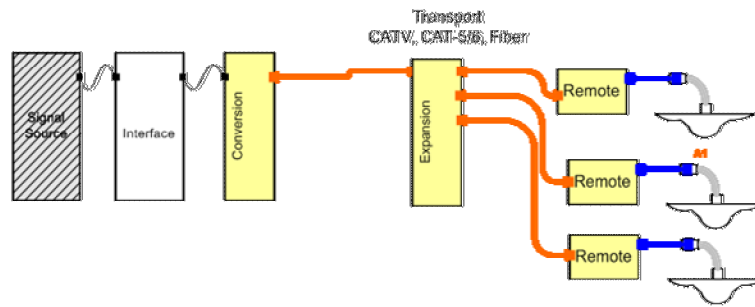 Transport
CATV, CAT-5/6, Fiber
Signal
Source
Interface
Conversion
Expansion
Remote
Remote
Remote
A1